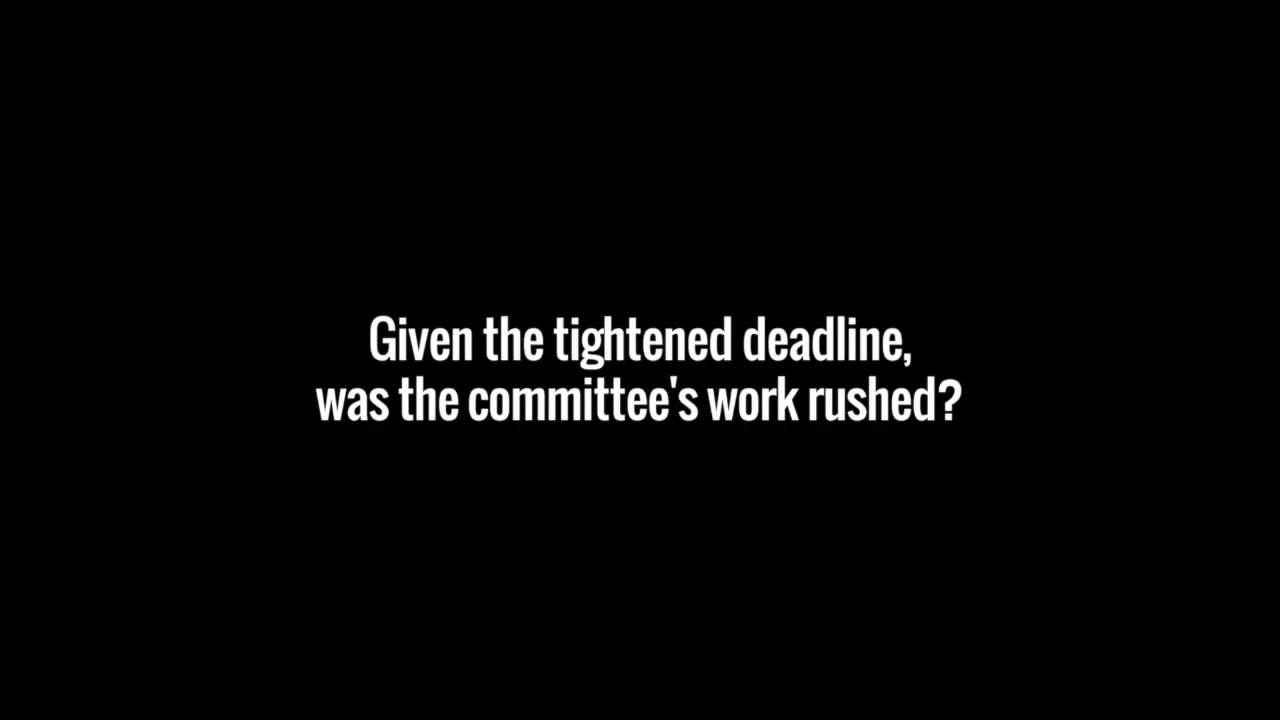 Given the tightened deadline,
was the committee's work rushed?